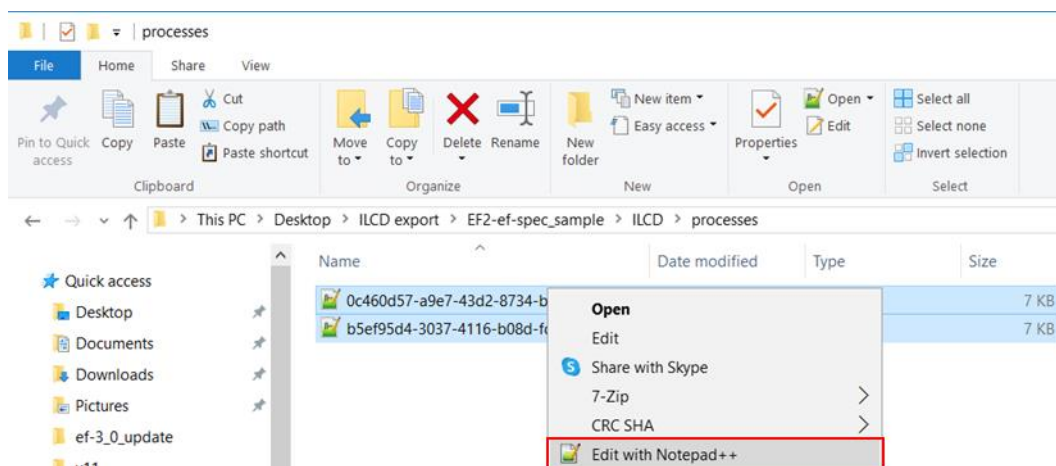 processes
File Home Share View
Pin to Quick access
Copy
Paste
Cut
Copy path
Paste shortcut
Move to
Copy to
Delete
Rename
New folder
New item
Easy access
Properties
Open
Edit
Select all
Select none
Invert selection
Clipboard Organize New Open Select
This PC > Desktop > ILCD export > EF2-ef-spec_sample > ILCD > processes
Name Date modified Type Size
Quick access
Desktop
Documents
Downloads
Pictures
ef-3_0_update
0c460d57-a9e7-43d2-8734-b 7 KB
b5ef95d4-3037-4116-b08d-f 7 KB
Open
Edit
Share with Skype
7-Zip
CRC SHA
Edit with Notepad++